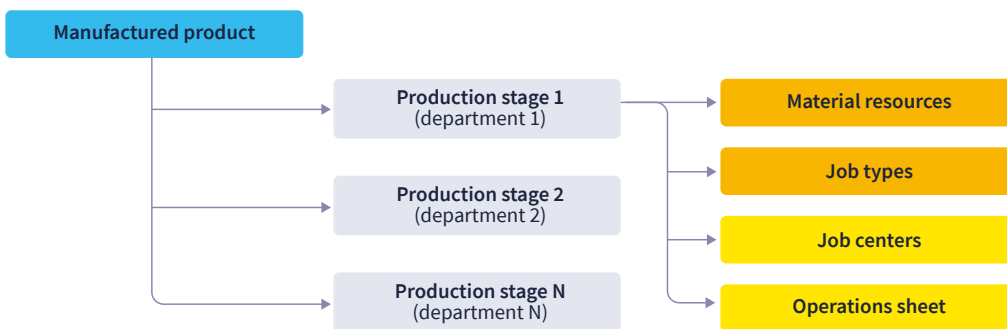 Manufactured product
Production stage 1
(department 1)
Production stage 2
(department 2)
Production stage N
(department N)
Material resources
Job types
Job centers
Operations sheet